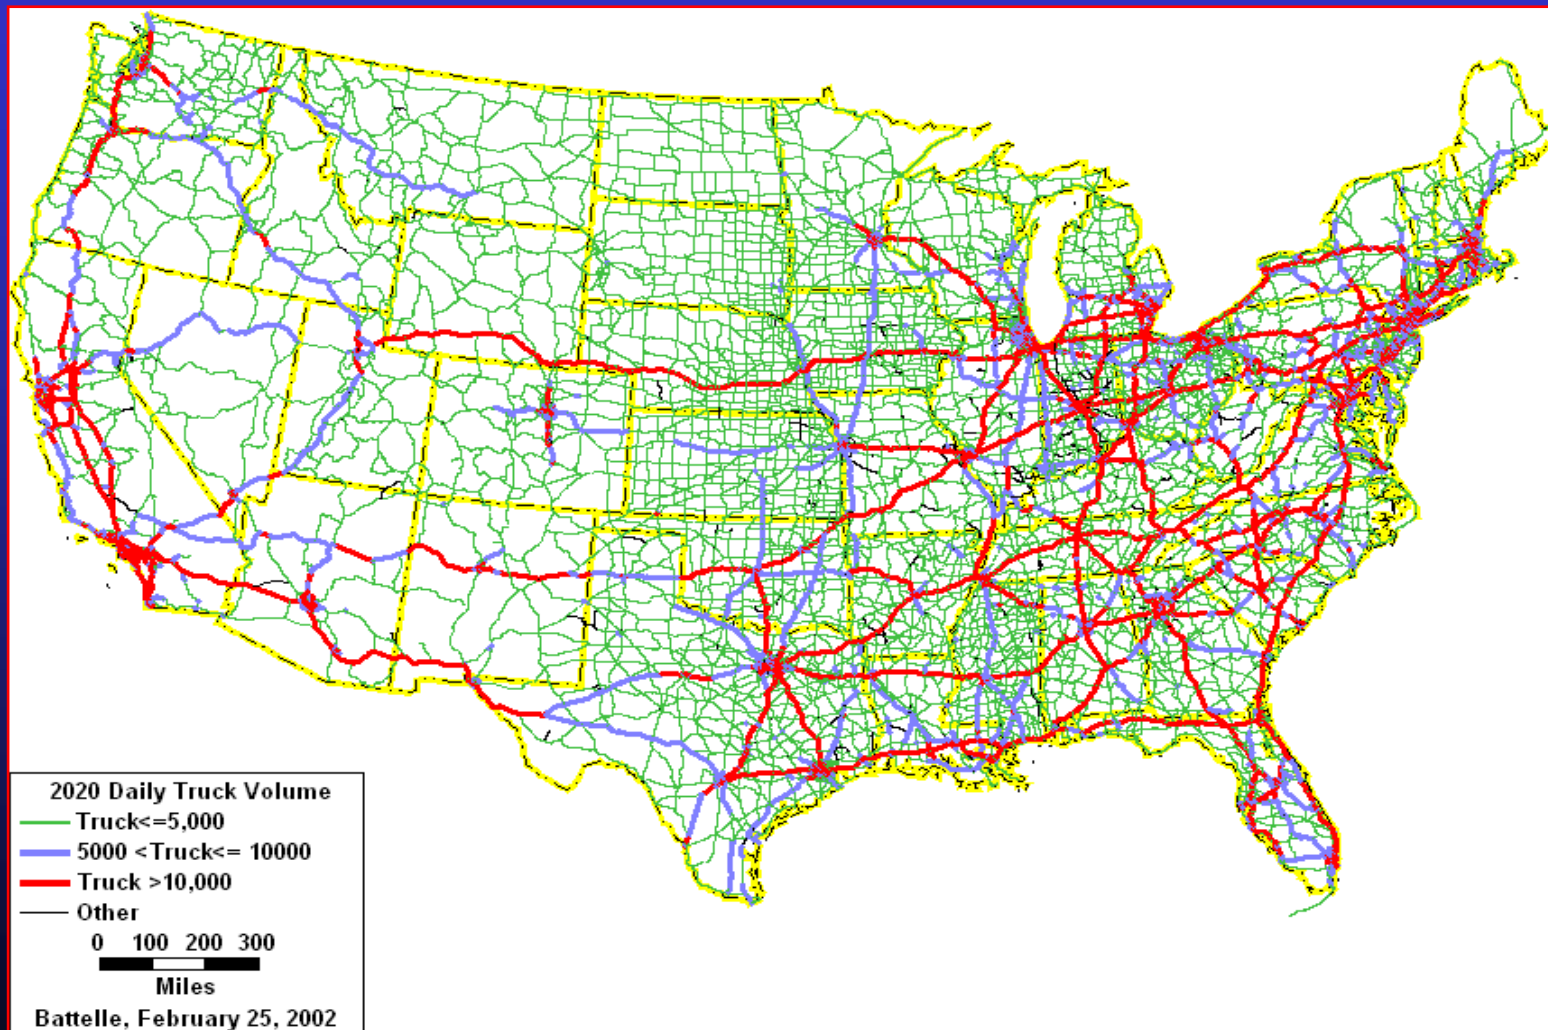 2020 Daily Truck Volume
Truck<=5,000
5000 <Truck<= 10000
Truck >10,000
Other
0 100 200 300
Miles
Battelle, February 25, 2002